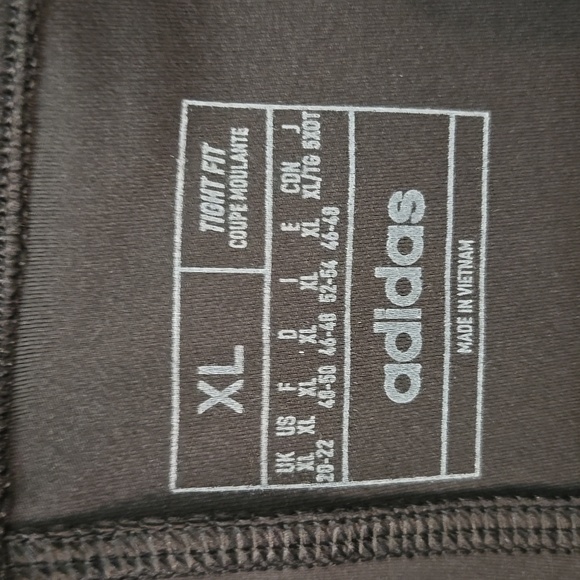 XL
TIGHT FIT
COUPE MOULANTE
UK US F D I E CDN J
XL XL XL XL XL XL XL/TG 5XOT
20-22 48-50 46-48 52-54 46-48
adidas
MADE IN VIETNAM